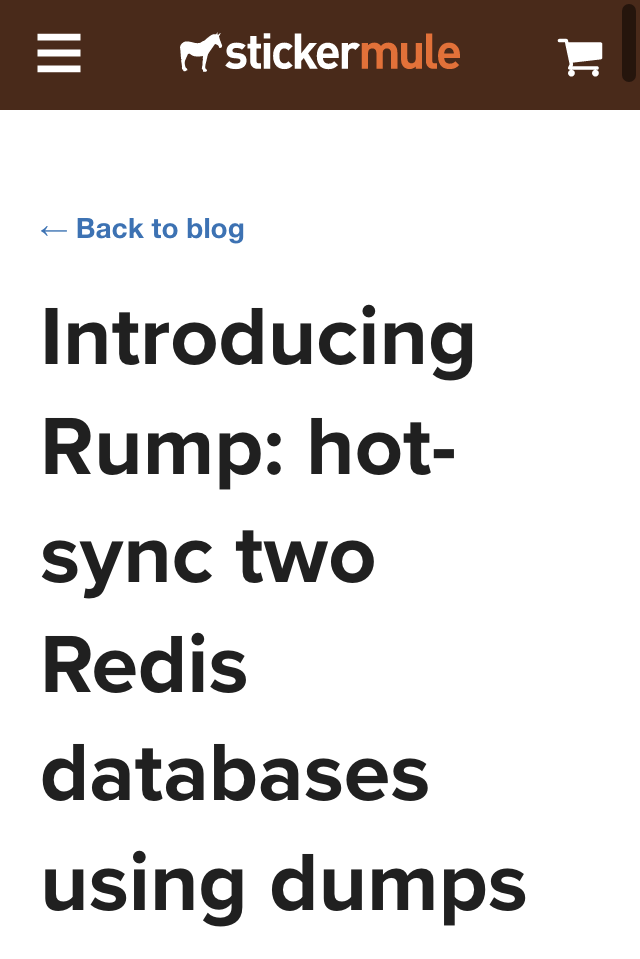 stickermule
← Back to blog
Introducing
Rump: hot-
sync two
Redis
databases
using dumps